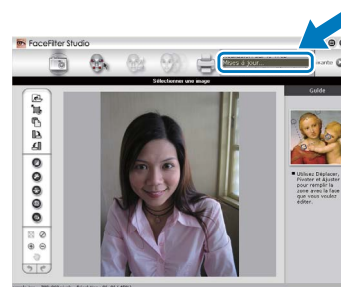 FaceFilter Studio
Mises à jour...
Sélectionner une image
Guide
Utilisez Déplacer,
Pivoter et Ajuster
pour remplir la
zone avec la face
que vous voulez
éditer.